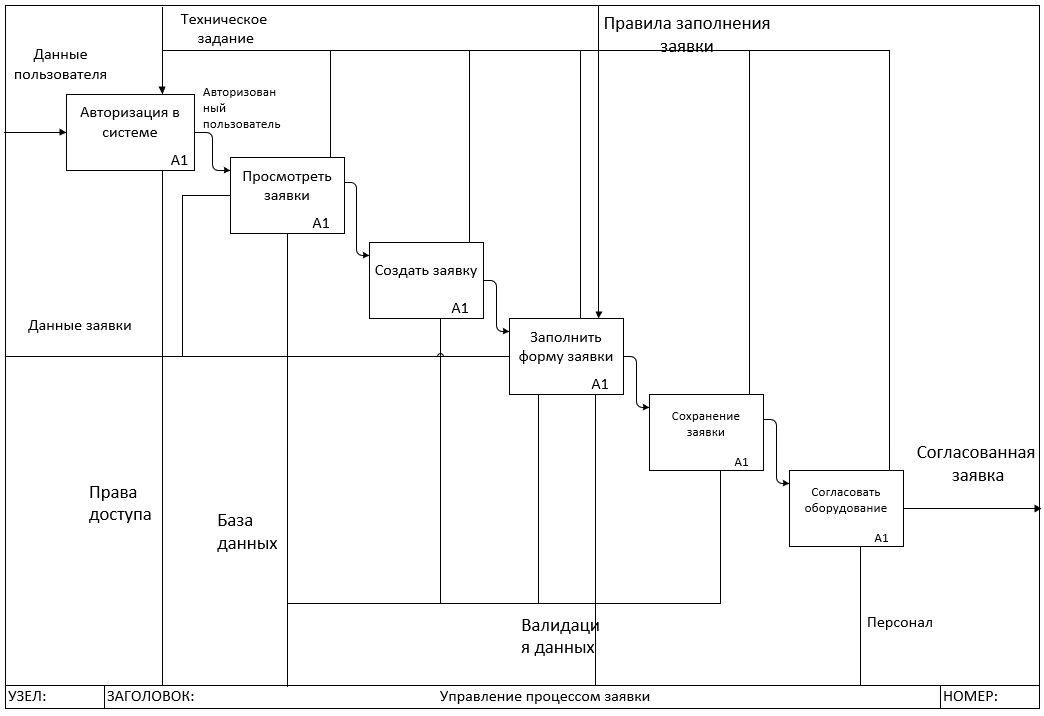 Техническое
задание
Правила заполнения
заявки
Данные
пользователя
Авторизация в
системе
A1
Авторизован
ный
пользователь
Просмотреть
заявки
A1
Создать заявку
A1
Данные заявки
Заполнить
форму заявки
A1
Сохранение
заявки
A1
Согласовать
оборудование
A1
Согласованная
заявка
Права
доступа
База
данных
Валидаци
я данных
Персонал
УЗЕЛ:
ЗАГОЛОВОК:
Управление процессом заявки
НОМЕР: